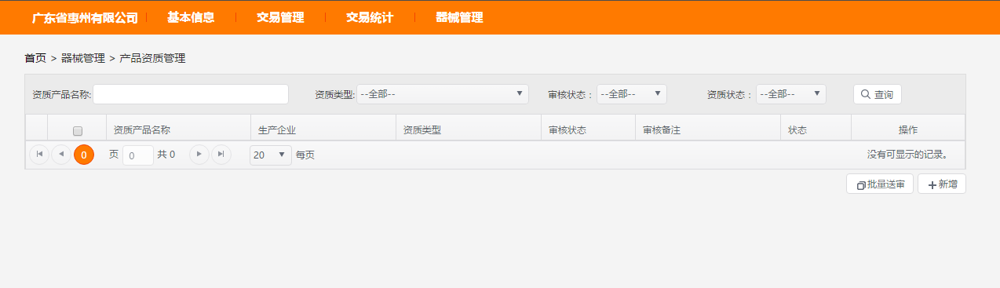 广东省惠州有限公司 基本信息 交易管理 交易统计 器械管理
首页 > 器械管理 > 产品资质管理
资质产品名称: 资质类型: --全部-- 审核状态： --全部-- 资质状态： --全部-- 查询
资质产品名称 生产企业 资质类型 审核状态 审核备注 状态 操作
0 页 0 共 0 20 每页 没有可显示的记录。
批量送审 新增